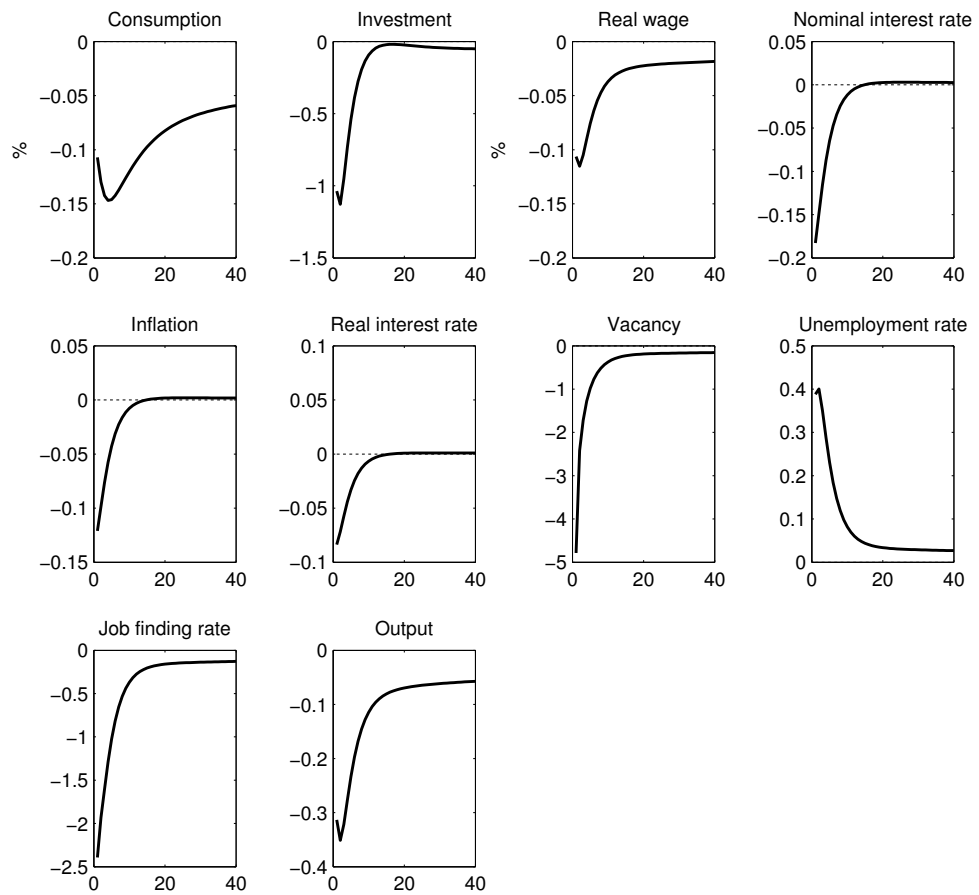 Consumption
0
−0.05
−0.1
−0.15
−0.2
%
0 20 40
Investment
0
−0.5
−1
−1.5
0 20 40
Real wage
0
−0.05
−0.1
−0.15
−0.2
%
0 20 40
Nominal interest rate
0.05
0
−0.05
−0.1
−0.15
−0.2
0 20 40
Inflation
0.05
0
−0.05
−0.1
−0.15
0 20 40
Real interest rate
0.1
0.05
0
−0.05
−0.1
0 20 40
Vacancy
0
−1
−2
−3
−4
−5
0 20 40
Unemployment rate
0.5
0.4
0.3
0.2
0.1
0
0 20 40
Job finding rate
0
−0.5
−1
−1.5
−2
−2.5
0 20 40
Output
0
−0.1
−0.2
−0.3
−0.4
0 20 40